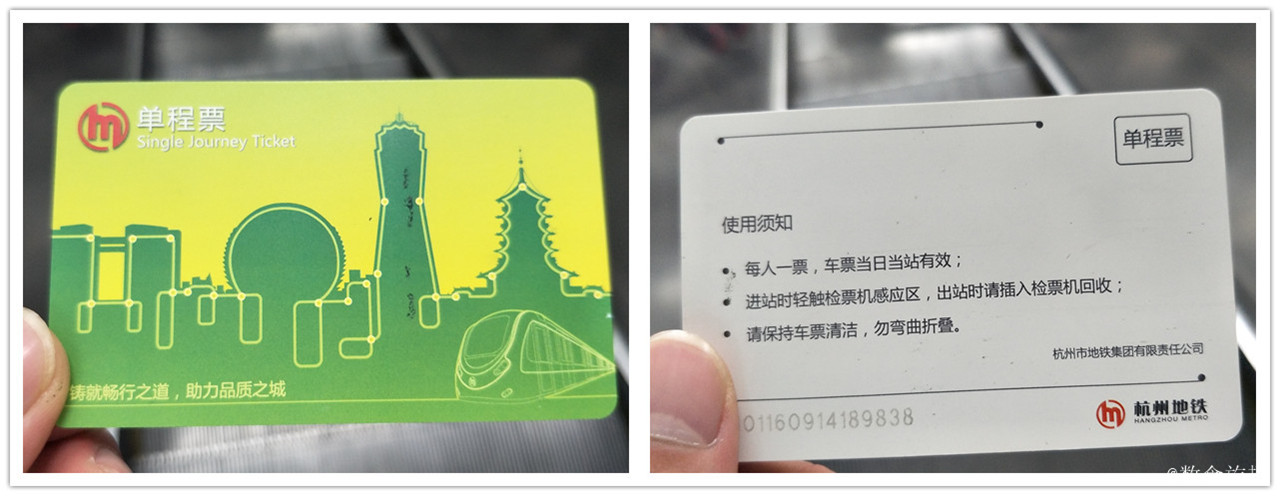 单程票
Single Journey Ticket
铸就畅行之道，助力品质之城
单程票
使用须知
每人一票，车票当日当站有效；
进站时轻触检票机感应区，出站时请插入检票机回收；
请保持车票清洁，勿弯曲折叠。
杭州市地铁集团有限责任公司
01160914189838
杭州地铁
HANGZHOU METRO